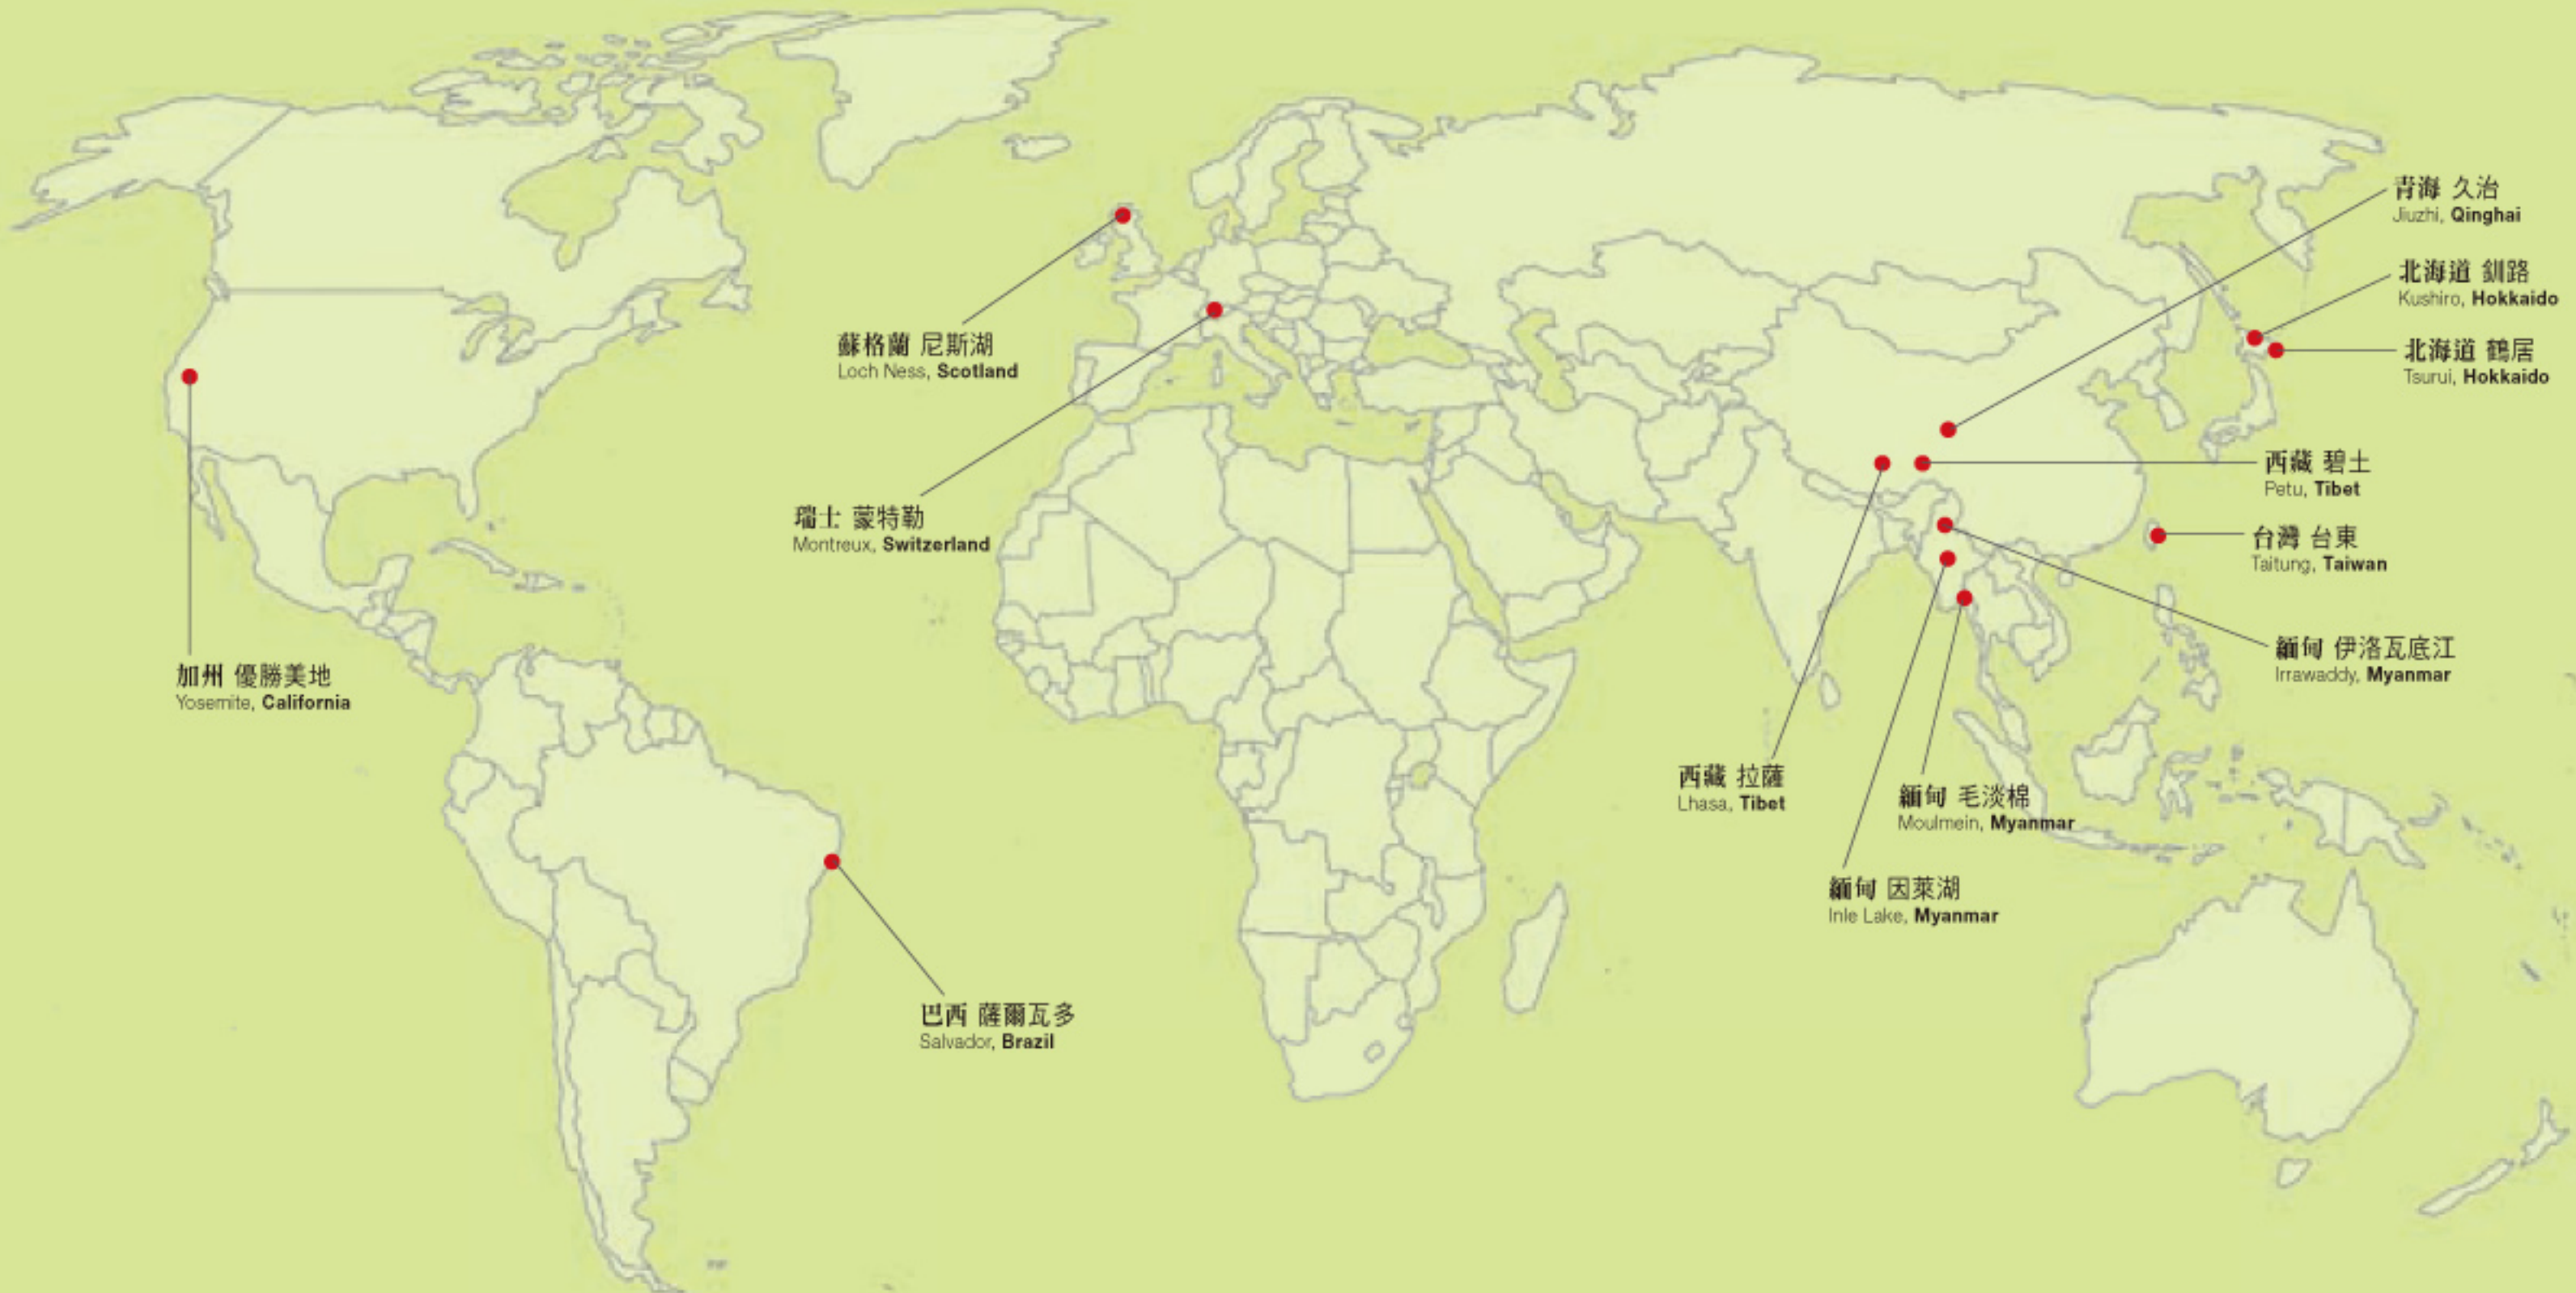 青海 久治
Jiuzhi, Qinghai
北海道 釧路
Kushiro, Hokkaido
北海道 鶴居
Tsurui, Hokkaido
蘇格蘭 尼斯湖
Loch Ness, Scotland
西藏 碧土
Petu, Tibet
瑞士 蒙特勒
Montreux, Switzerland
台灣 台東
Taitung, Taiwan
緬甸 伊洛瓦底江
Irrawaddy, Myanmar
加州 優勝美地
Yosemite, California
西藏 拉薩
Lhasa, Tibet
緬甸 毛淡棉
Moulmein, Myanmar
緬甸 因萊湖
Inle Lake, Myanmar
巴西 薩爾瓦多
Salvador, Brazil